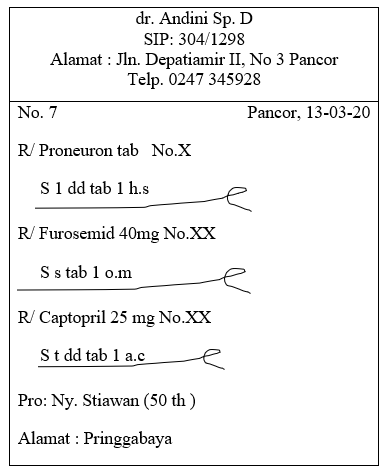 dr. Andini Sp. D
SIP: 304/1298
Alamat : Jln. Depatiamir II, No 3 Pancor
Telp. 0247 345928
No. 7 Pancor, 13-03-20
R/ Proneuron tab No.X
S 1 dd tab 1 h.s
R/ Furosemid 40mg No.XX
S s tab 1 o.m
R/ Captopril 25 mg No.XX
S t dd tab 1 a.c
Pro: Ny. Stiawan (50 th )
Alamat : Pringgabaya